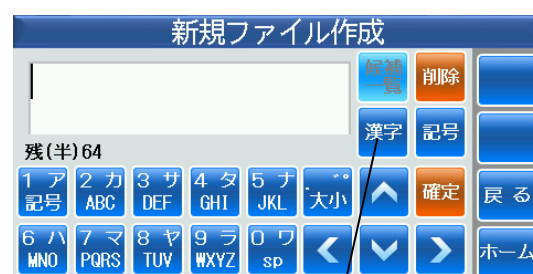 新規ファイル作成
候補
一覧
削除
漢字
記号
残(半)64
1 ア
記号
2 カ
ABC
3 サ
DEF
4 タ
GHI
5 ナ
JKL
゛゜
大小
確定
戻る
6 ハ
MNO
7 マ
PQRS
8 ヤ
TUV
9 ラ
WXYZ
0 ワ
sp
ホーム